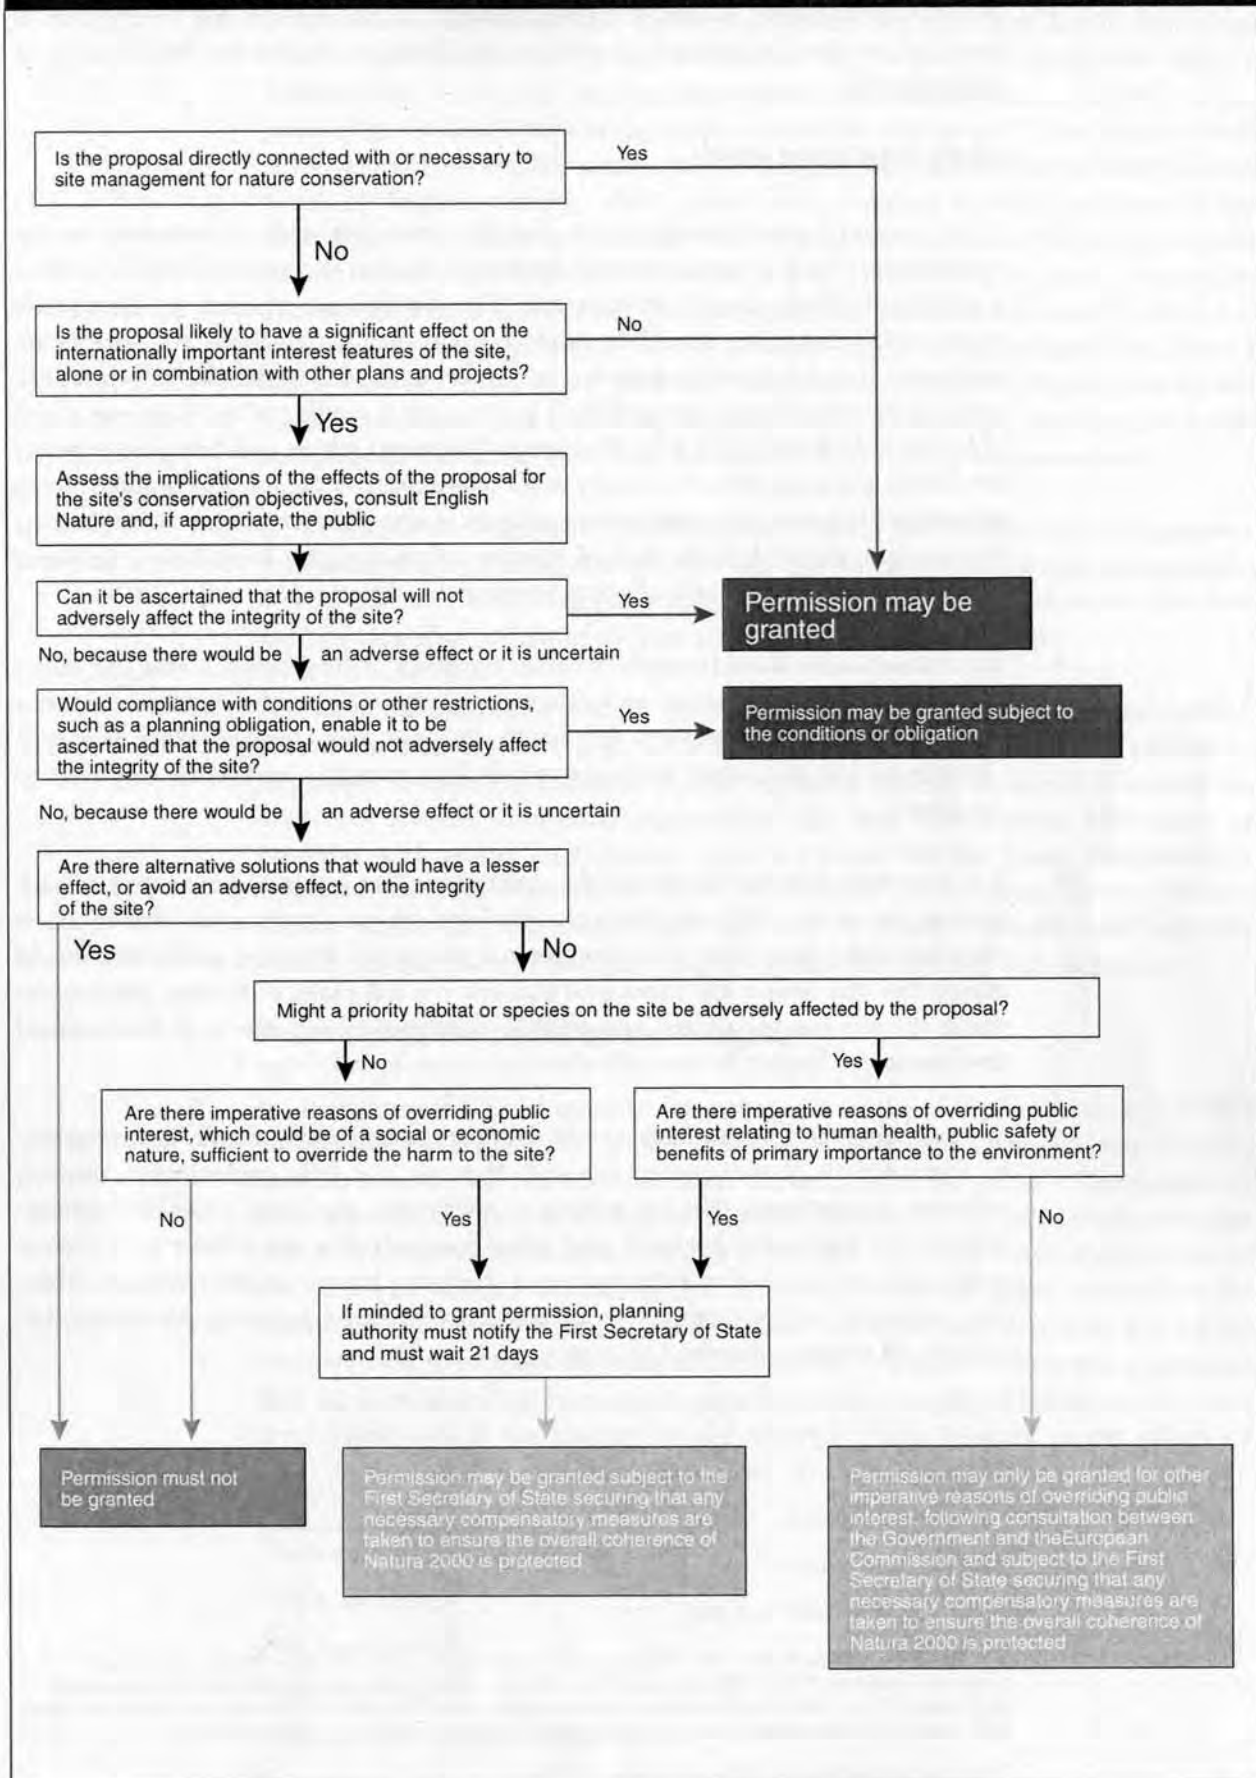 Is the proposal directly connected with or necessary to
site management for nature conservation?
Yes
No
Is the proposal likely to have a significant effect on the
internationally important interest features of the site,
alone or in combination with other plans and projects?
No
Yes
Assess the implications of the effects of the proposal for
the site's conservation objectives, consult English
Nature and, if appropriate, the public
Can it be ascertained that the proposal will not
adversely affect the integrity of the site?
Yes
Permission may be
granted
No, because there would be an adverse effect or it is uncertain
Would compliance with conditions or other restrictions,
such as a planning obligation, enable it to be
ascertained that the proposal would not adversely affect
the integrity of the site?
Yes
Permission may be granted subject to
the conditions or obligation
No, because there would be an adverse effect or it is uncertain
Are there alternative solutions that would have a lesser
effect, or avoid an adverse effect, on the integrity
of the site?
Yes
No
Might a priority habitat or species on the site be adversely affected by the proposal?
No
Yes
Are there imperative reasons of overriding public
interest, which could be of a social or economic
nature, sufficient to override the harm to the site?
Are there imperative reasons of overriding public
interest relating to human health, public safety or
benefits of primary importance to the environment?
No
Yes
Yes
No
If minded to grant permission, planning
authority must notify the First Secretary of State
and must wait 21 days
Permission must not
be granted
Permission may be granted subject to the
First Secretary of State securing that any
necessary compensatory measures are
taken to ensure the overall coherence of
Natura 2000 is protected
Permission may only be granted for other
imperative reasons of overriding public
interest, following consultation between
the Government and theEuropean
Commission and subject to the First
Secretary of State securing that any
necessary compensatory measures are
taken to ensure the overall coherence of
Natura 2000 is protected